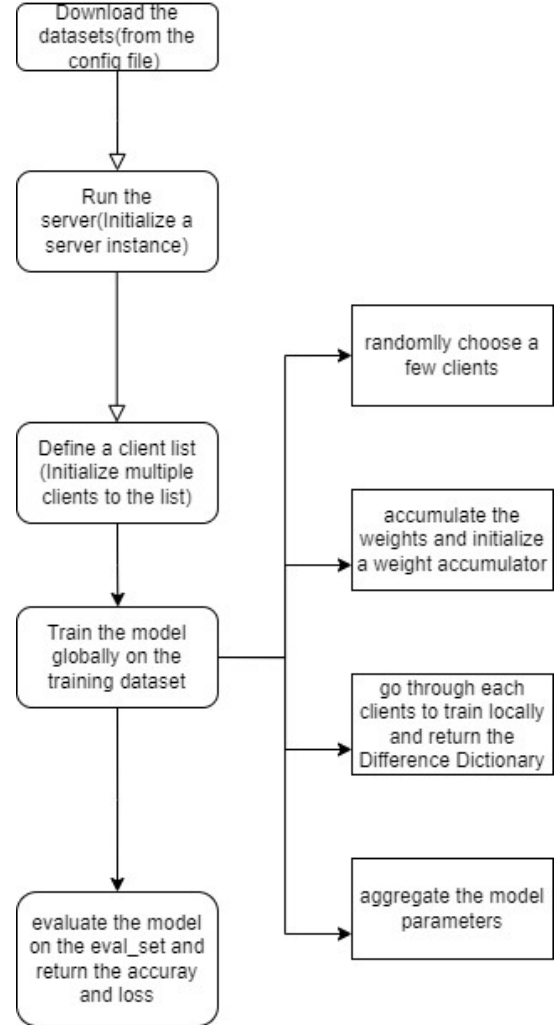 Download the
datasets(from the
config file)
Run the
server(Initialize a
server instance)
Define a client list
(Initialize multiple
clients to the list)
Train the model
globally on the
training dataset
evaluate the model
on the eval_set and
return the accuray
and loss
randomlly choose a
few clients
accumulate the
weights and initialize
a weight accumulator
go through each
clients to train locally
and return the
Difference Dictionary
aggregate the model
parameters